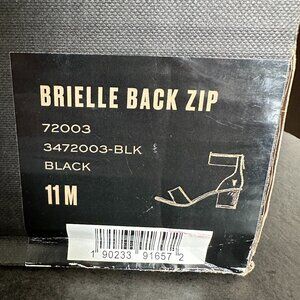 BRIELLE BACK ZIP
72003
3472003-BLK
BLACK
11 M
1 90233 91657 2